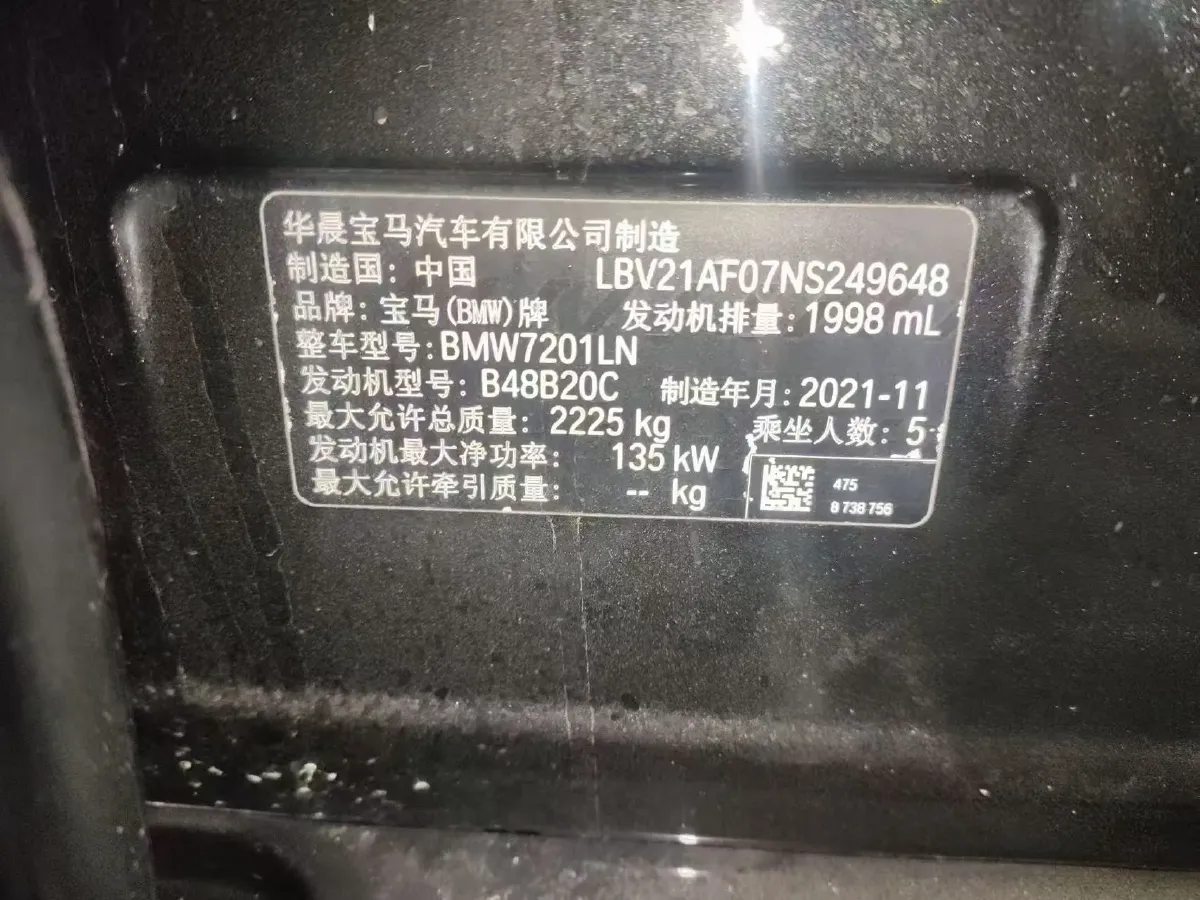 华晨宝马汽车有限公司制造
制造国: 中国 LBV21AF07NS249648
品牌: 宝马(BMW)牌 发动机排量: 1998 mL
整车型号: BMW7201LN
发动机型号: B48B20C 制造年月: 2021-11
最大允许总质量: 2225 kg 乘坐人数: 5
发动机最大净功率: 135 kW
最大允许牵引质量: -- kg
475
8 738 756